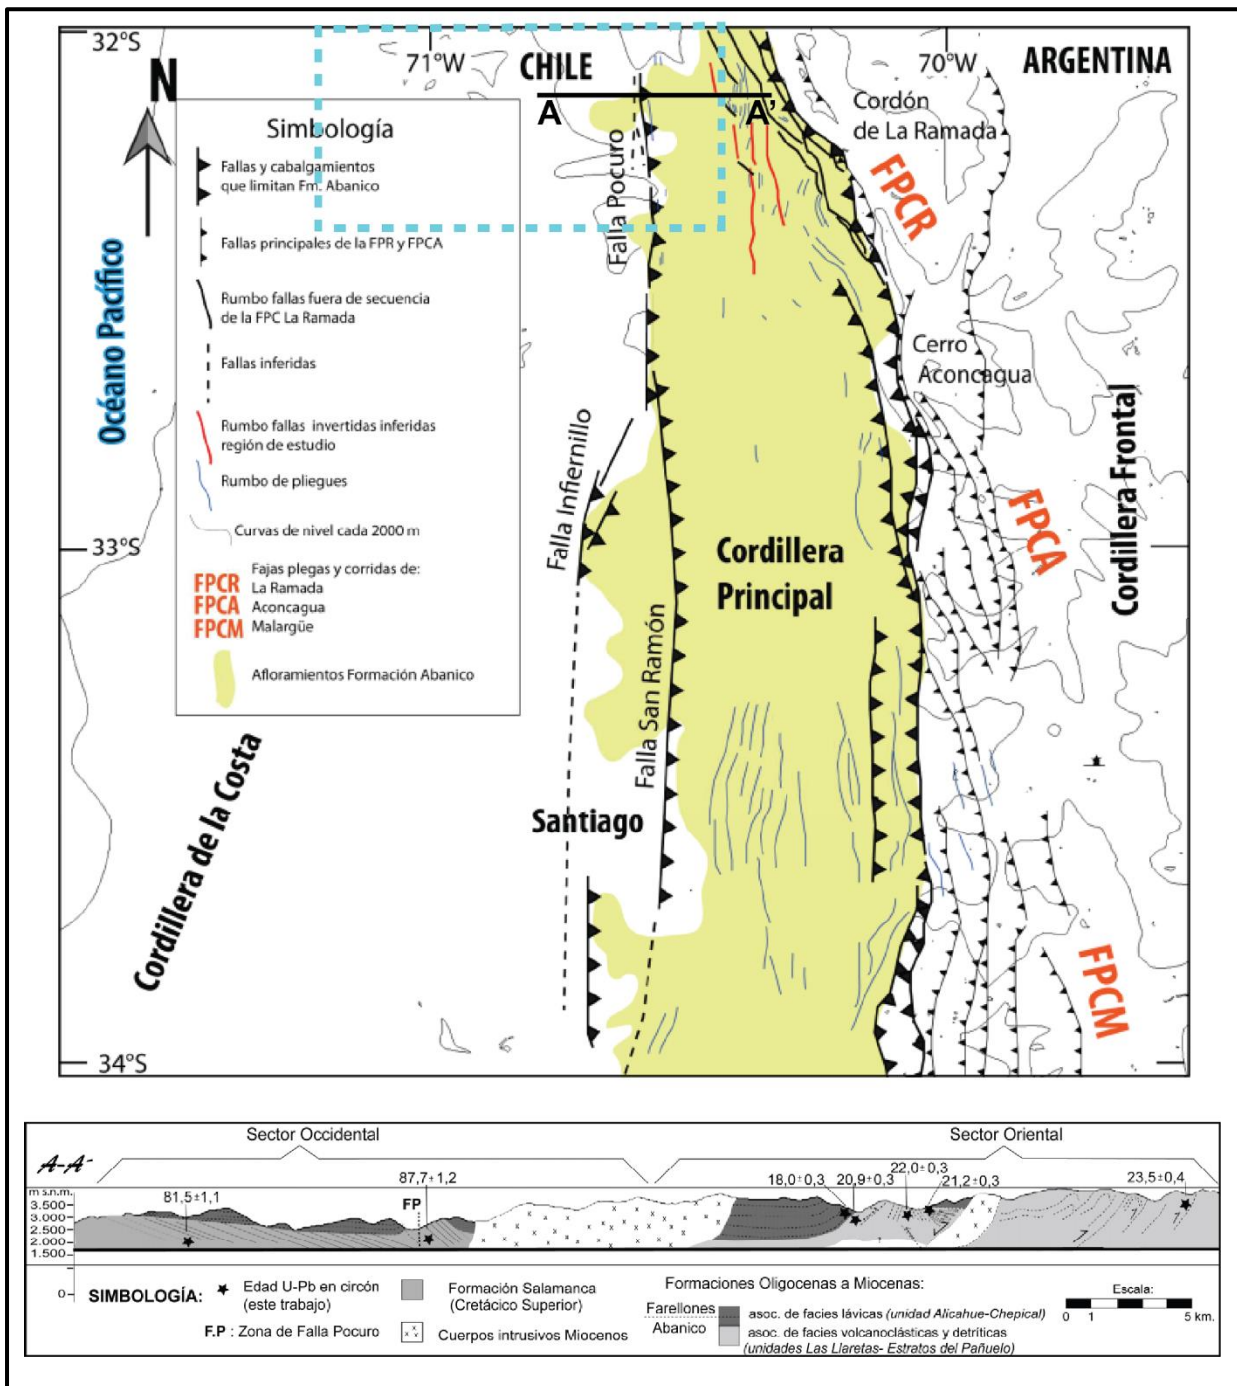 32°S
71°W
CHILE
70°W
ARGENTINA
N
A
A’
Cordón
de La Ramada
Simbología
Fallas y cabalgamientos
que limitan Fm. Abanico
Fallas principales de la FPR y FPCA
Rumbo fallas fuera de secuencia
de la FPC La Ramada
Fallas inferidas
Rumbo fallas invertidas inferidas
región de estudio
Rumbo de pliegues
Curvas de nivel cada 2000 m
Fajas plegas y corridas de:
FPCR La Ramada
FPCA Aconcagua
FPCM Malargüe
Afloramientos Formación Abanico
Océano Pacífico
Falla Pocuro
FPCR
Cerro
Aconcagua
Falla Infiernillo
33°S
Cordillera
Principal
FPCA
Cordillera Frontal
Falla San Ramón
Cordillera de la Costa
Santiago
FPCM
34°S
Sector Occidental
Sector Oriental
A-A-
81,5±1,1
87,7±1,2
18,0±0,3
20,9±0,3
22,0±0,3
21,2±0,3
23,5±0,4
m s.n.m.
3.500
3.000
2.500
2.000
1.500
0
FP
SIMBOLOGÍA:
Edad U-Pb en circón
(este trabajo)
F.P : Zona de Falla Pocuro
Formación Salamanca
(Cretácico Superior)
Cuerpos intrusivos Miocenos
Formaciones Oligocenas a Miocenas:
Farellones
Abanico
asoc. de facies lávicas (unidad Alicahue-Chepical)
asoc. de facies volcanoclásticas y detríticas
(unidades Las Llaretas- Estratos del Pañuelo)
Escala:
0 1 5 km.